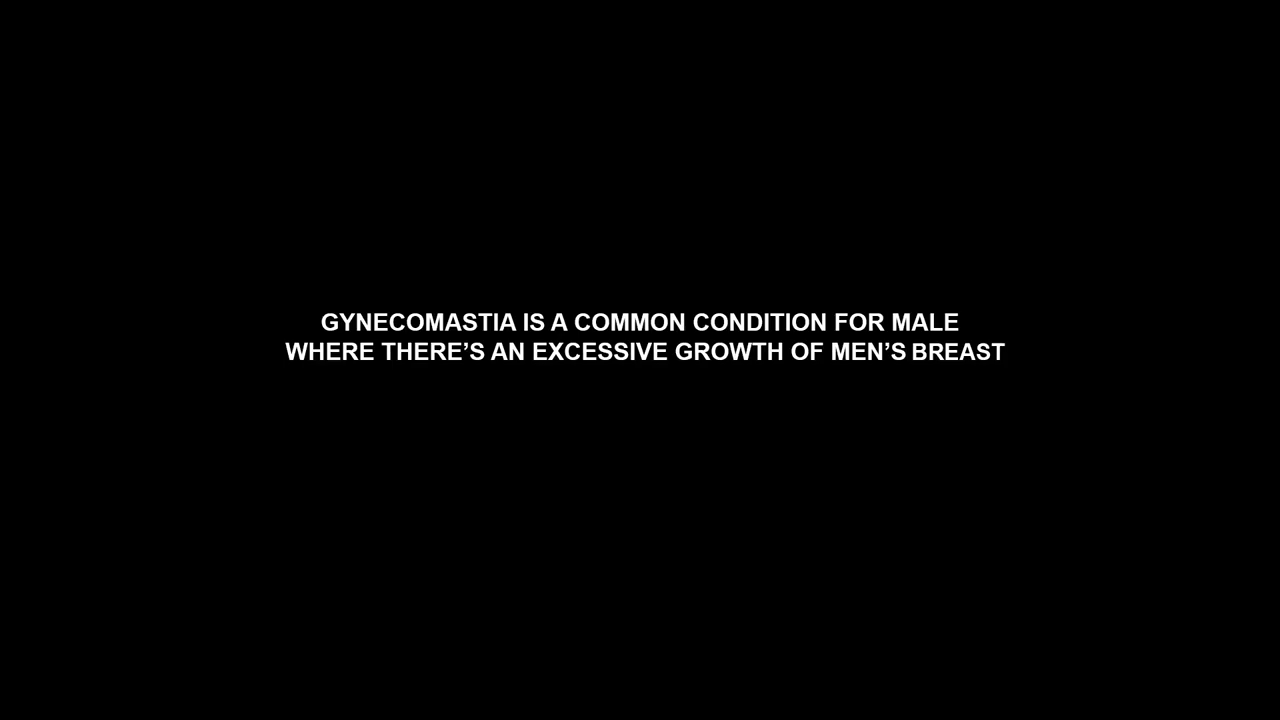 GYNECOMASTIA IS A COMMON CONDITION FOR MALE
WHERE THERE’S AN EXCESSIVE GROWTH OF MEN’S BREAST